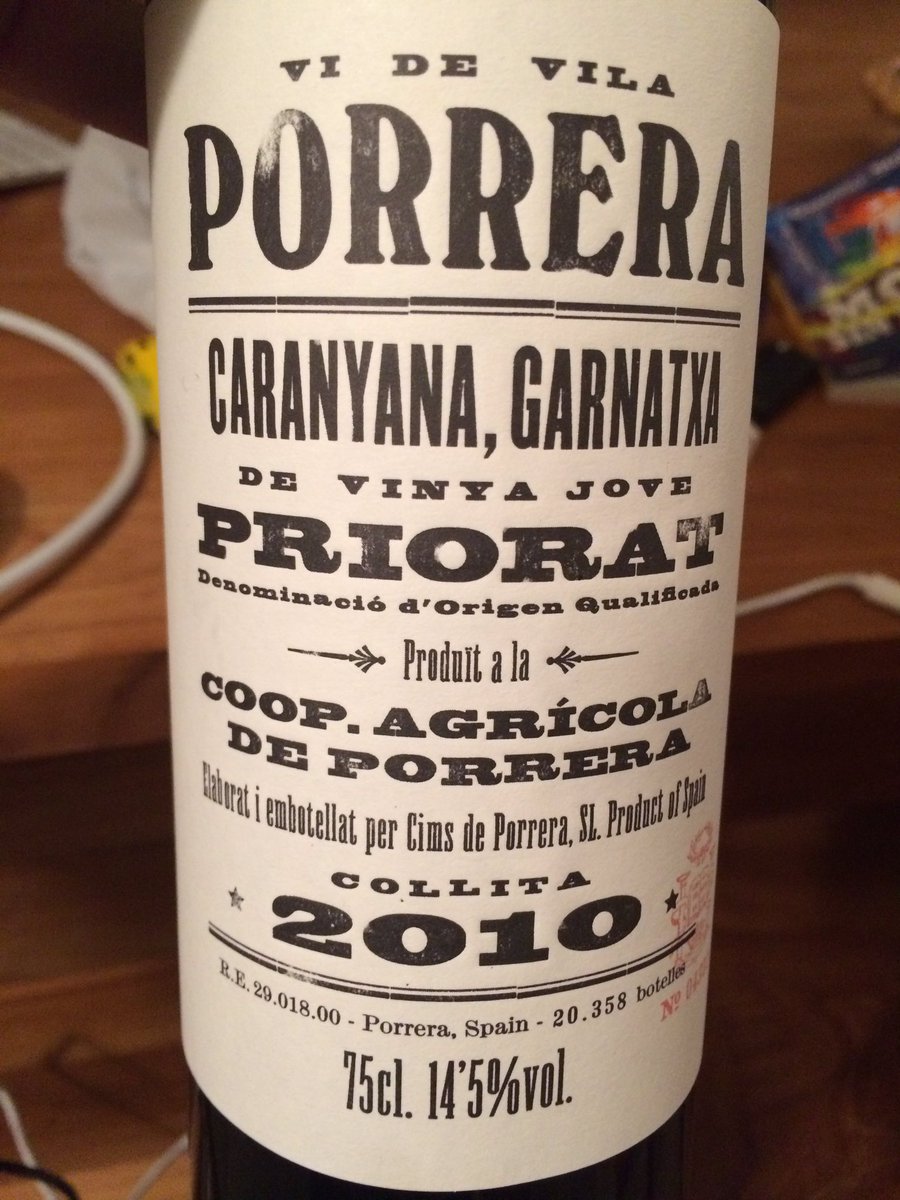 VI DE VILA
PORRERA
CARANYANA, GARNATXA
DE VINYA JOVE
PRIORAT
Denominació d'Origen Qualificada
Produït a la
COOP. AGRÍCOLA
DE PORRERA
Elaborat i embotellat per Cims de Porrera, SL. Product of Spain
COLLITA
2010
R.E. 29.018.00 - Porrera, Spain - 20.358 botelles
Nº
75cl. 14'5%vol.